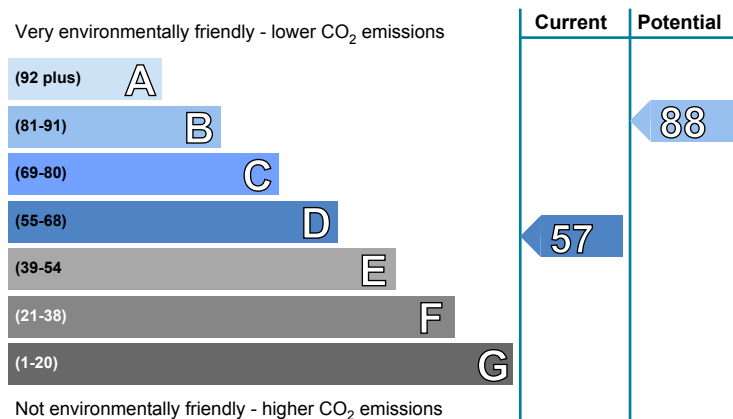 Very environmentally friendly - lower CO2 emissions
Current
Potential
(92 plus) A
(81-91) B
88
(69-80) C
(55-68) D
57
(39-54 E
(21-38) F
(1-20) G
Not environmentally friendly - higher CO2 emissions